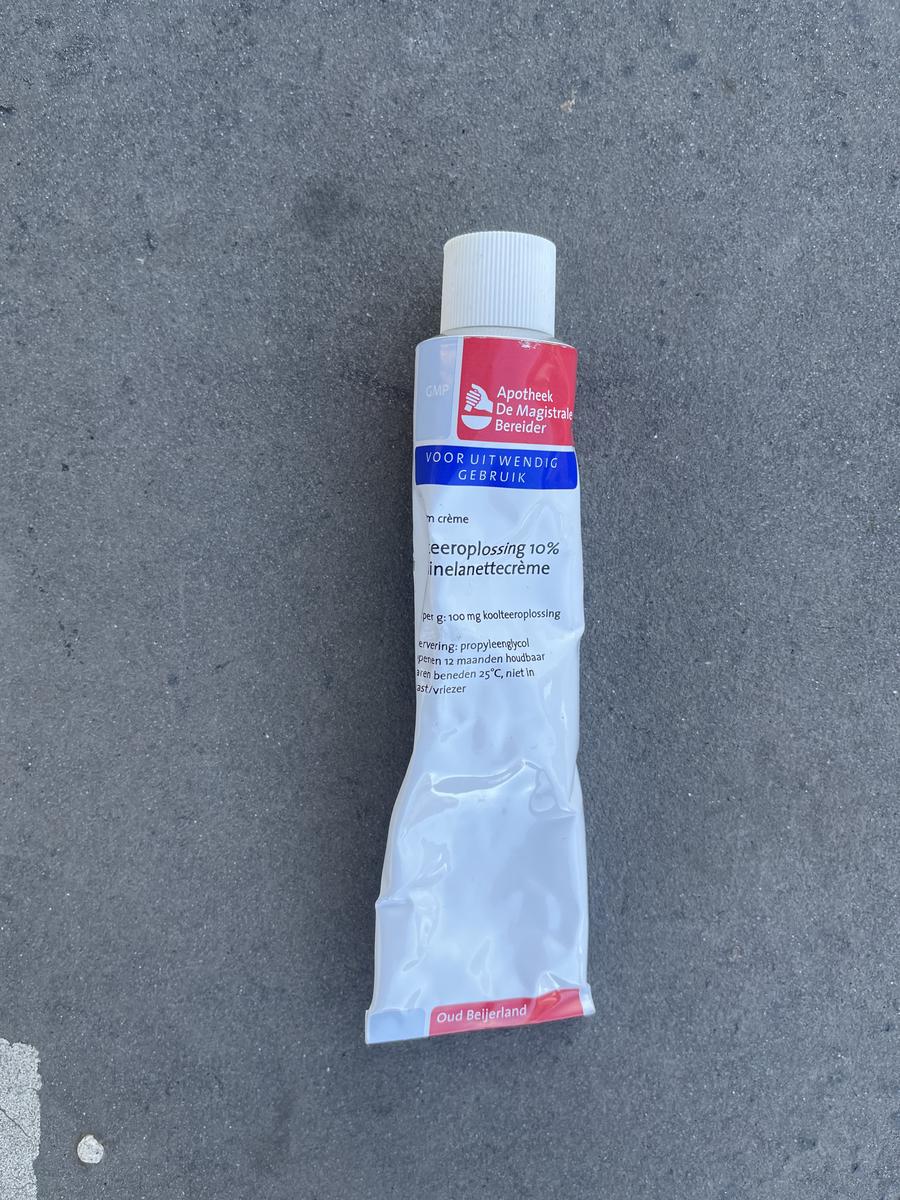 GMP
Apotheek
De Magistrale
Bereider
VOOR UITWENDIG
GEBRUIK
m crème
teeroplossing 10%
inelanettecrème
per g: 100 mg koolteeroplossing
ervering: propyleenglycol
openen 12 maanden houdbaar
aren beneden 25°C, niet in
ast/vriezer
Oud Beijerland